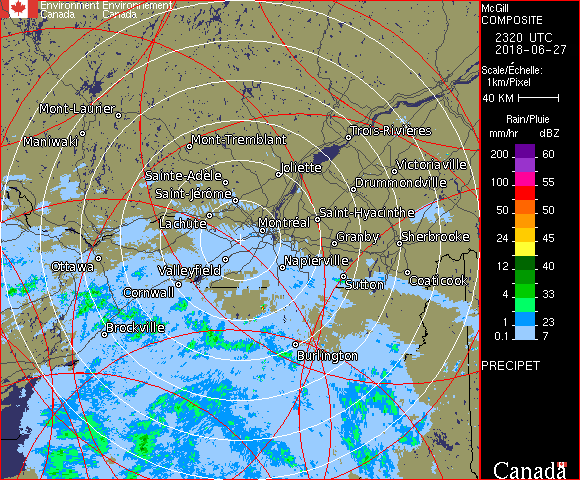 Environment Environnement
Canada Canada
McGill
COMPOSITE
2320 UTC
2018-06-27
Scale/Échelle:
1km/Pixel
40 KM
Rain/Pluie
mm/hr dBZ
200 60
100 55
50 50
24 45
12 40
4 33
1 23
0.1 7
PRECIPET
Canada
Mont-Laurier
Maniwaki
Mont-Tremblant
Trois-Rivières
Sainte-Adèle
Joliette
Victoriaville
Saint-Jérôme
Drummondville
Lachute
Montréal
Saint-Hyacinthe
Granby
Sherbrooke
Ottawa
Valleyfield
Napierville
Cornwall
Sutton
Coaticook
Brockville
Burlington